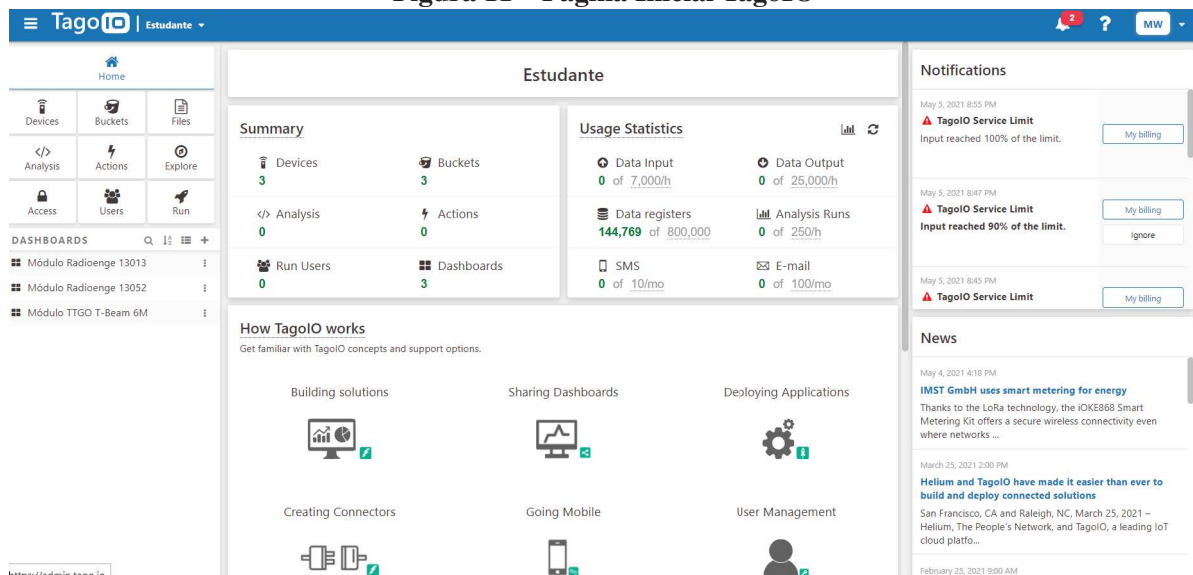 Figura 11 - Página Inicial TagoIO
TagoIO | Estudante
2
?
MW
Home
Devices
Buckets
Files
Analysis
Actions
Explore
Access
Users
Run
DASHBOARDS
Módulo Radioenge 13013
Módulo Radioenge 13052
Módulo TTGO T-Beam 6M
Estudante
Summary
Devices
3
Buckets
3
</> Analysis
0
Actions
0
Run Users
0
Dashboards
3
Usage Statistics
Data Input
0 of 7,000/h
Data Output
0 of 25,000/h
Data registers
144,769 of 800,000
Analysis Runs
0 of 250/h
SMS
0 of 10/mo
E-mail
0 of 100/mo
How TagoIO works
Get familiar with TagoIO concepts and support options.
Building solutions
Sharing Dashboards
Deploying Applications
Creating Connectors
Going Mobile
User Management
Notifications
May 5, 2021 8:55 PM
TagoIO Service Limit
Input reached 100% of the limit.
My billing
May 5, 2021 8:47 PM
TagoIO Service Limit
Input reached 90% of the limit.
My billing
Ignore
May 5, 2021 8:45 PM
TagoIO Service Limit
My billing
News
May 4, 2021 4:18 PM
IMST GmbH uses smart metering for energy
Thanks to the LoRa technology, the iOKE868 Smart
Metering Kit offers a secure wireless connectivity even
where networks ...
March 25, 2021 2:00 PM
Helium and TagoIO have made it easier than ever to
build and deploy connected solutions
San Francisco, CA and Raleigh, NC, March 25, 2021 –
Helium, The People's Network, and TagoIO, a leading IoT
cloud platfo...
February 25, 2021 9:00 AM
https://admin.tago.io